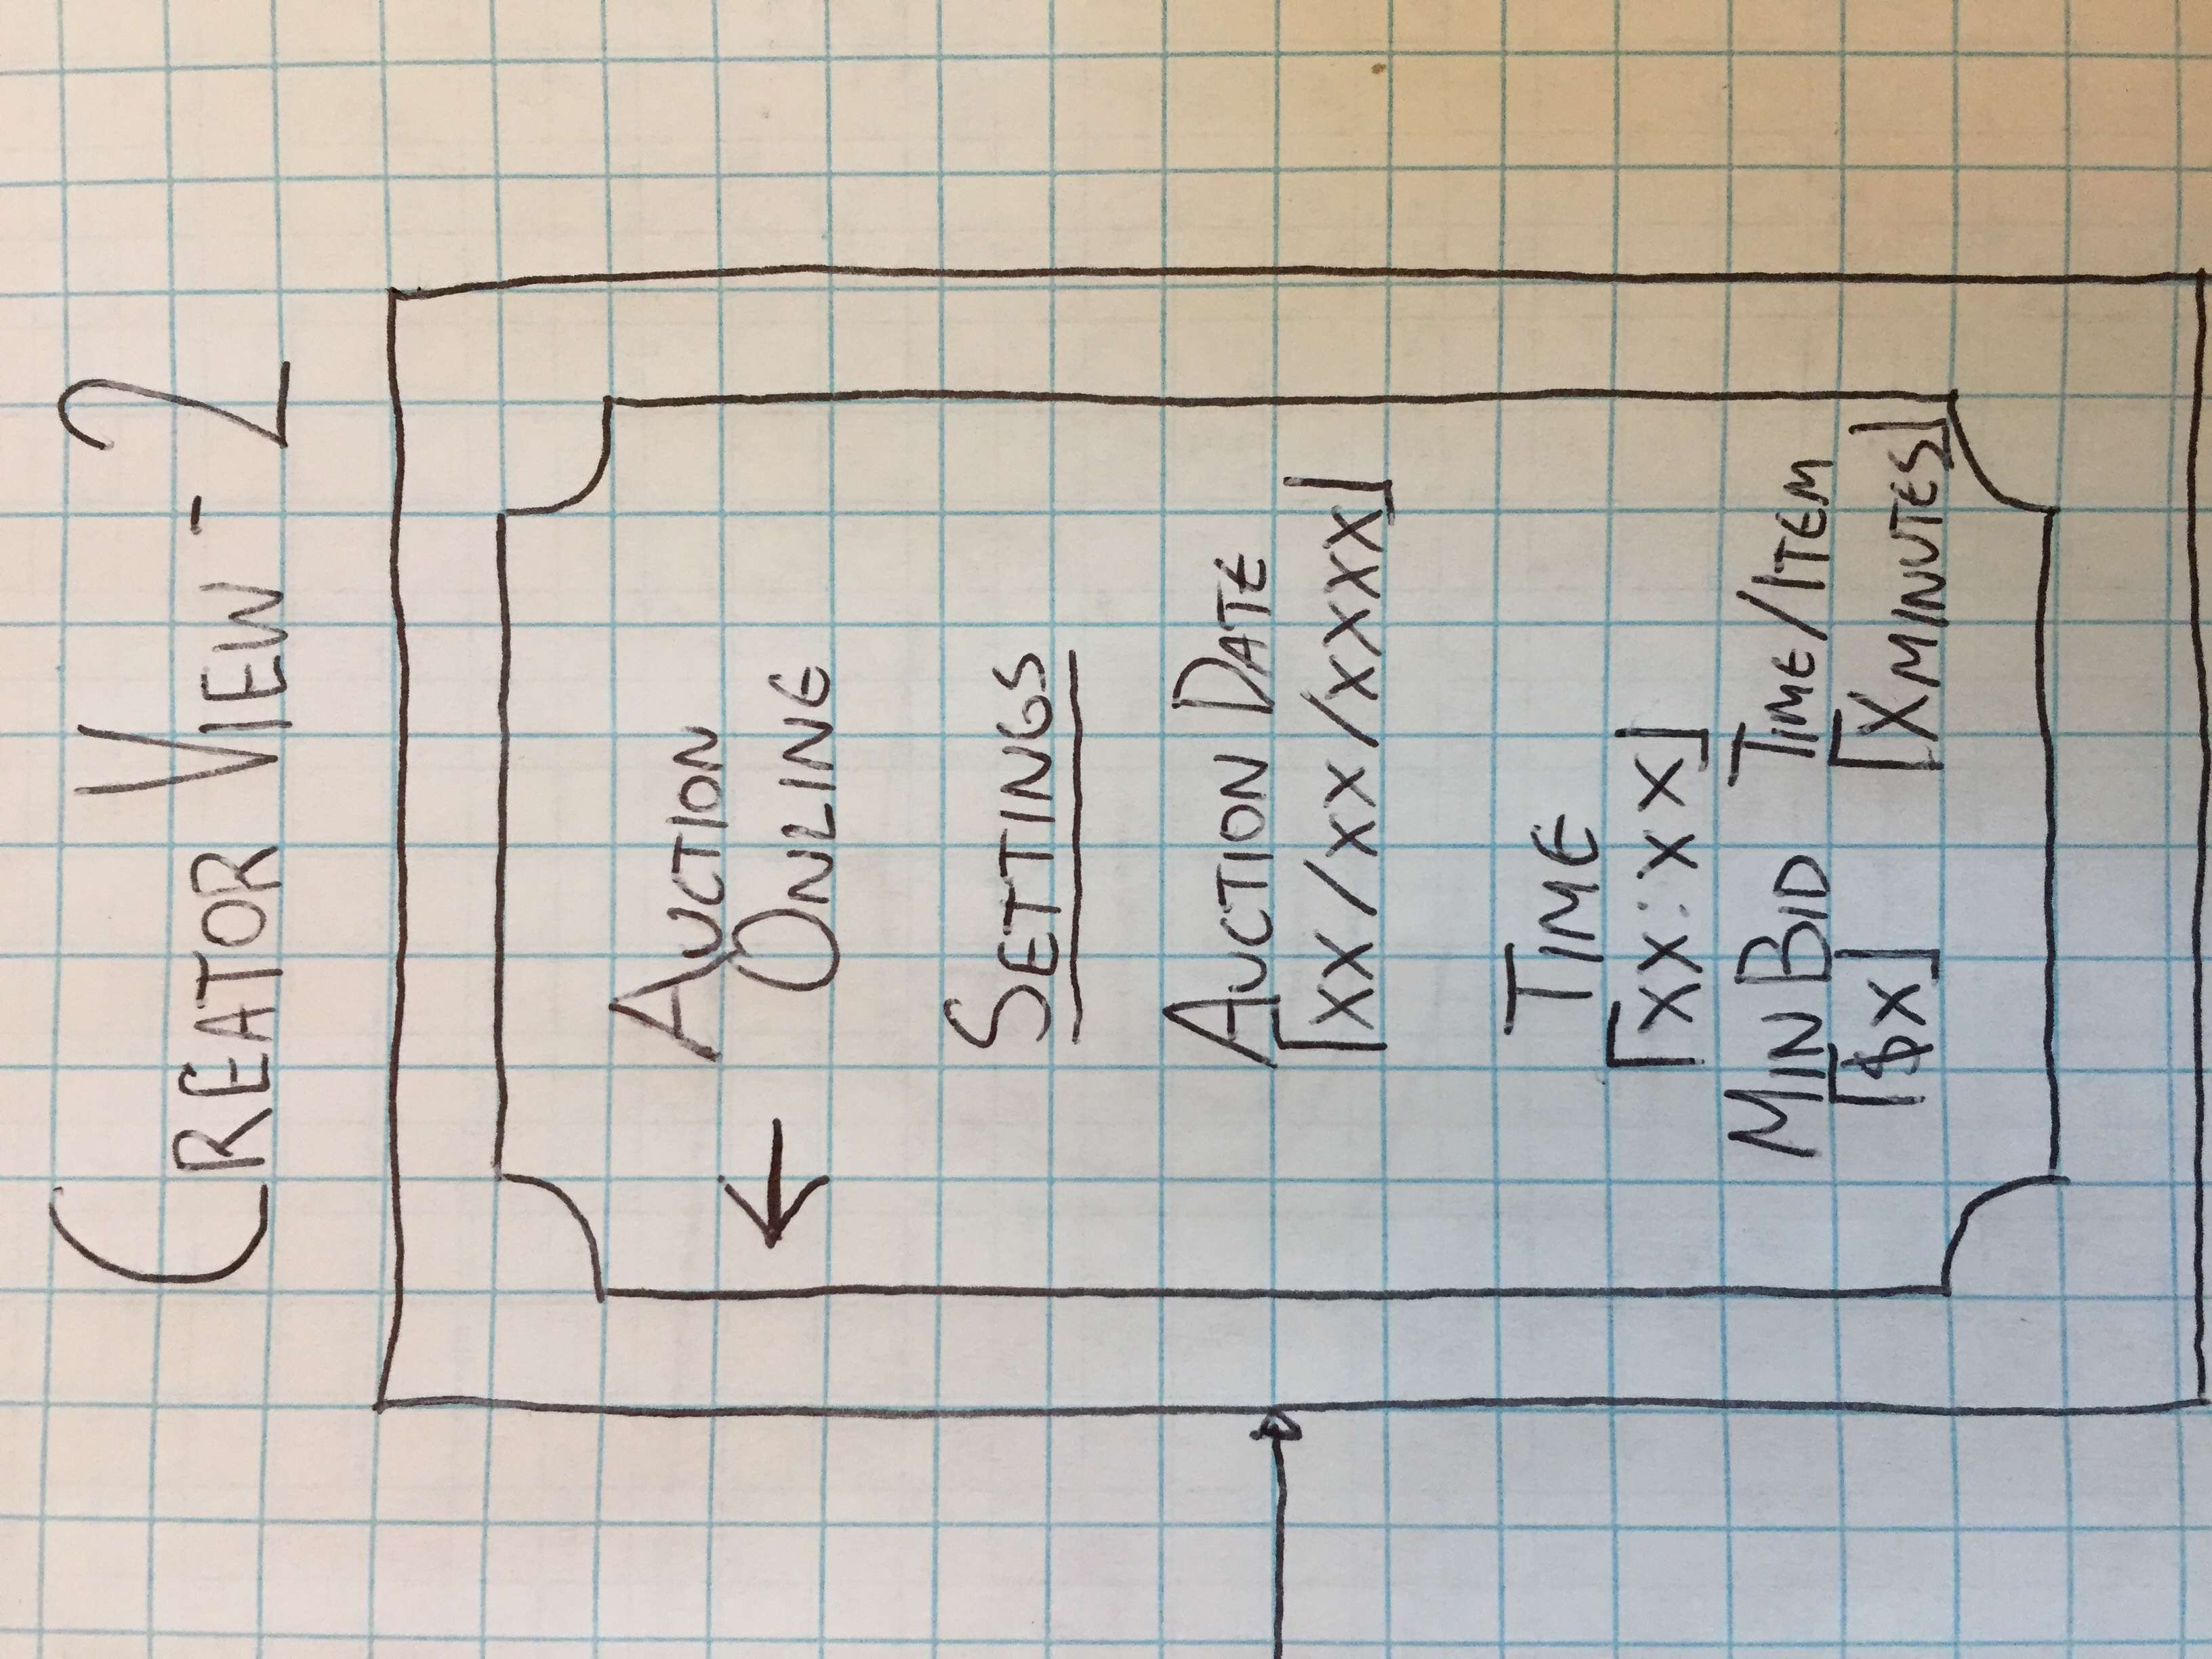 CREATOR VIEW - 2
AUCTION
ONLINE
SETTINGS
AUCTION DATE
⌈XX/XX/XXXX⌋
TIME
⌈XX:XX⌋
MIN BID TIME/ITEM
⌈$X⌋ ⌈X MINUTES⌋